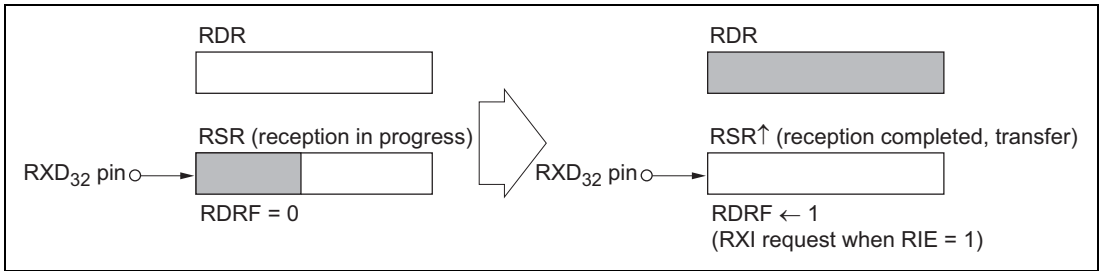 RDR
RSR (reception in progress)
RXD32 pin
RDRF = 0
RDR
RSR↑ (reception completed, transfer)
RXD32 pin
RDRF ← 1
(RXI request when RIE = 1)